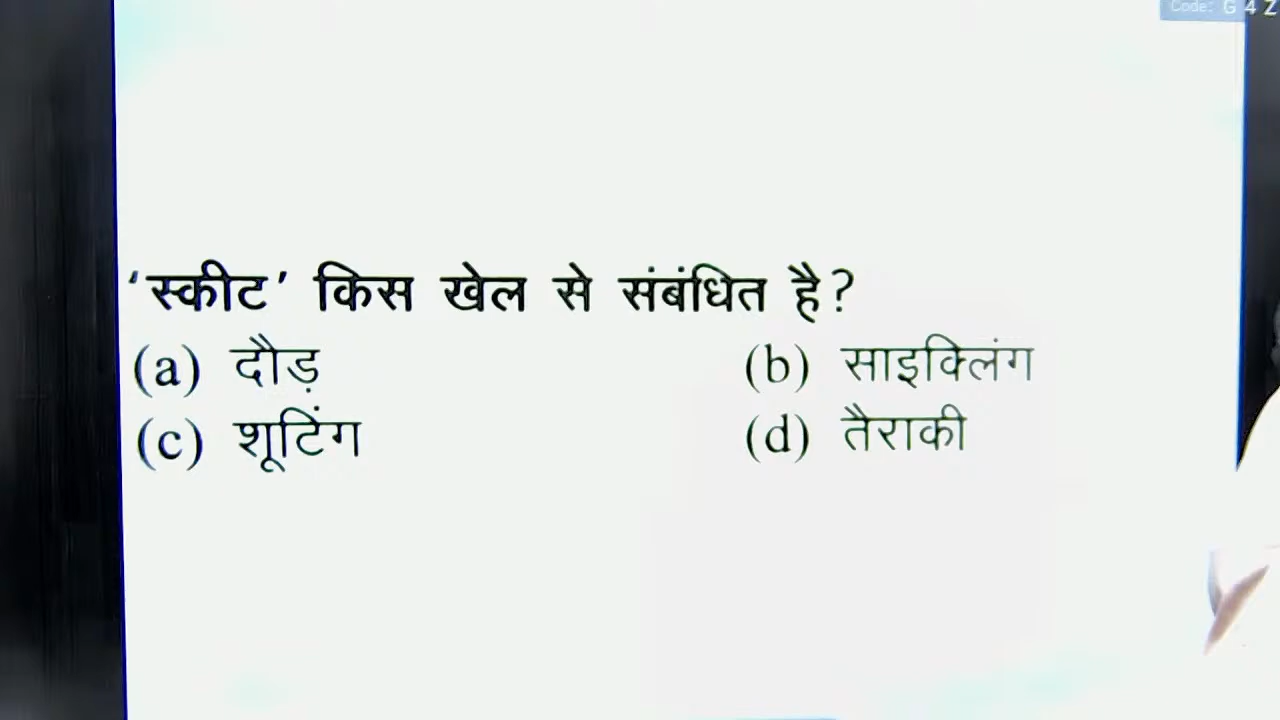 Code: G 4 Z
'स्कीट' किस खेल से संबंधित है?
(a) दौड़ (b) साइक्लिंग
(c) शूटिंग (d) तैराकी